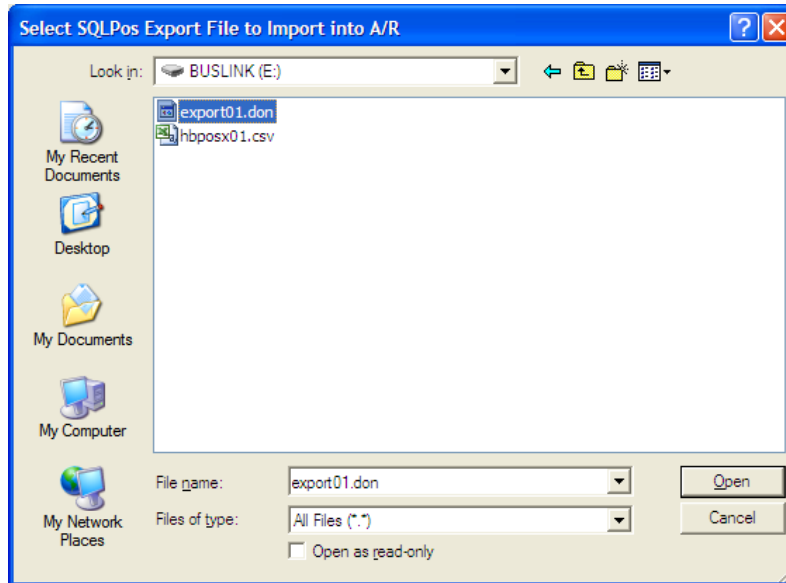 Select SQLPos Export File to Import into A/R
Look in:
BUSLINK (E:)
export01.don
hbposx01.csv
My Recent
Documents
Desktop
My Documents
My Computer
My Network
Places
File name:
export01.don
Open
Files of type:
All Files (*.*)
Cancel
Open as read-only